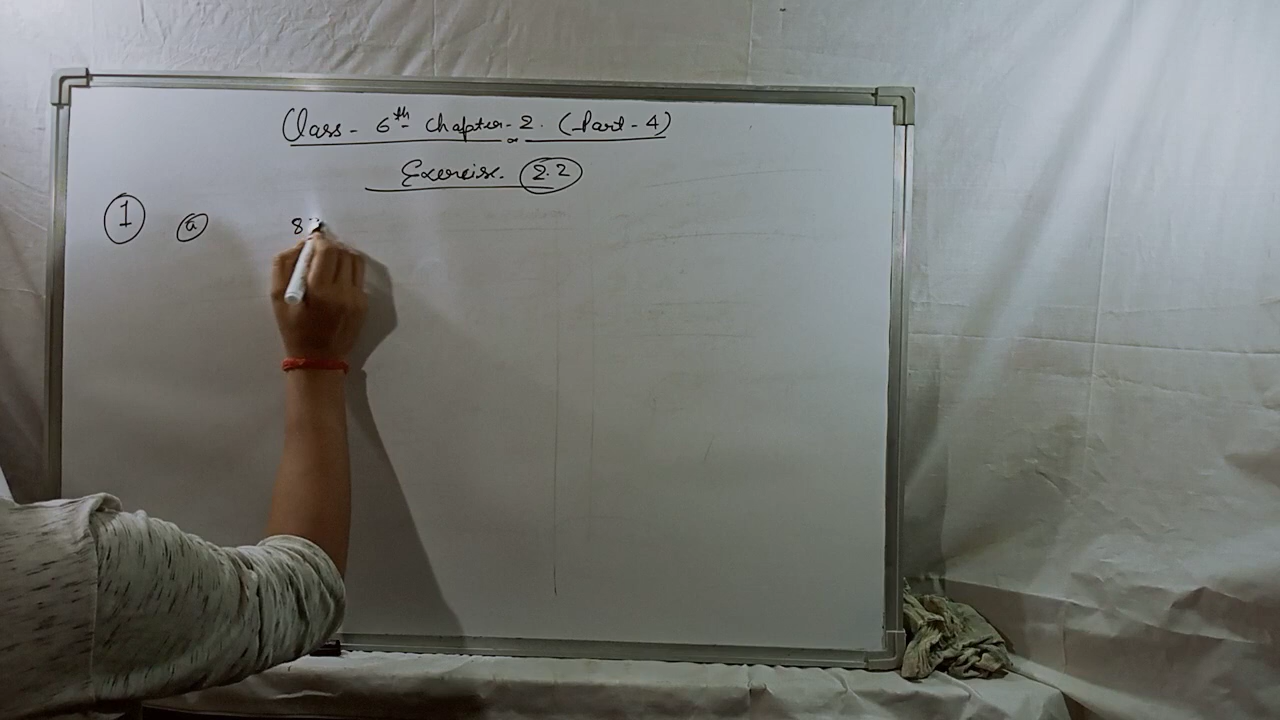 Class - 6th Chapter - 2. (Part - 4)
Exercise. 2.2
1 a 8